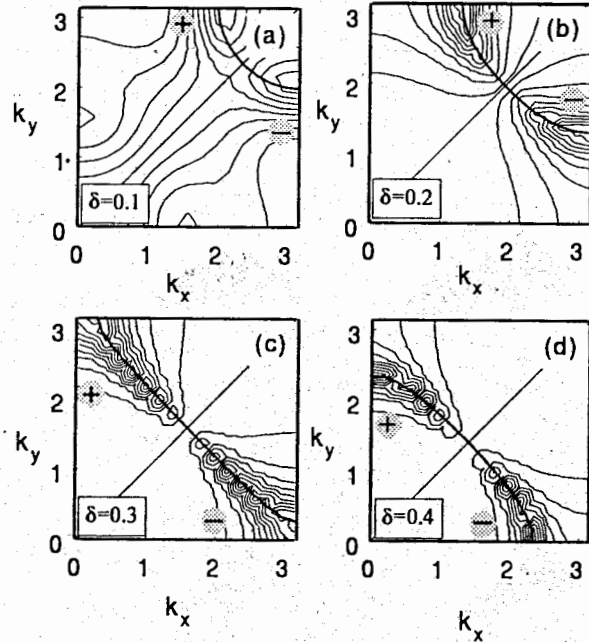 (a)
+
−
3
2
1
0
k_y
δ=0.1
0 1 2 3
k_x
(b)
+
−
3
2
1
0
k_y
δ=0.2
0 1 2 3
k_x
(c)
+
−
3
2
1
0
k_y
δ=0.3
0 1 2 3
k_x
(d)
+
−
3
2
1
0
k_y
δ=0.4
0 1 2 3
k_x